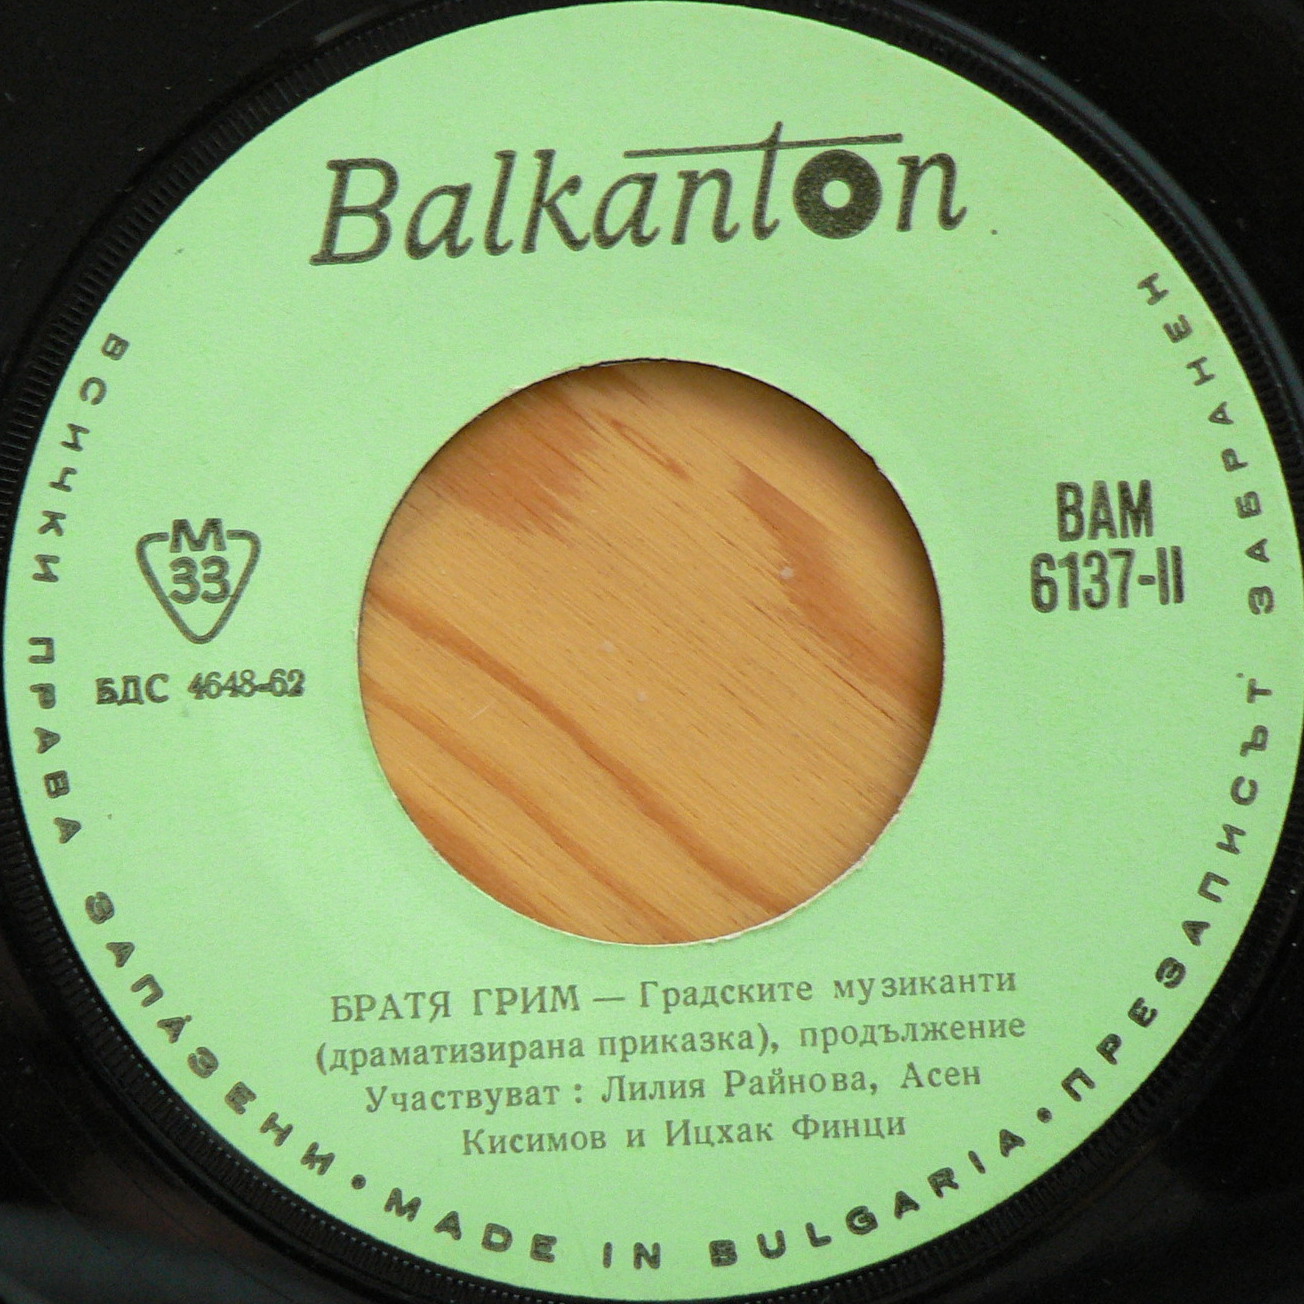 Balkanton
ВСИЧКИ ПРАВА ЗАПАЗЕНИ • MADE IN BULGARIA • ПРЕЗАПИСЪТ ЗАБРАНЕН
М
33
БДС 4648-62
ВАМ
6137-II
БРАТЯ ГРИМ — Градските музиканти
(драматизирана приказка), продължение
Участвуват : Лилия Райнова, Асен
Кисимов и Ицхак Финци